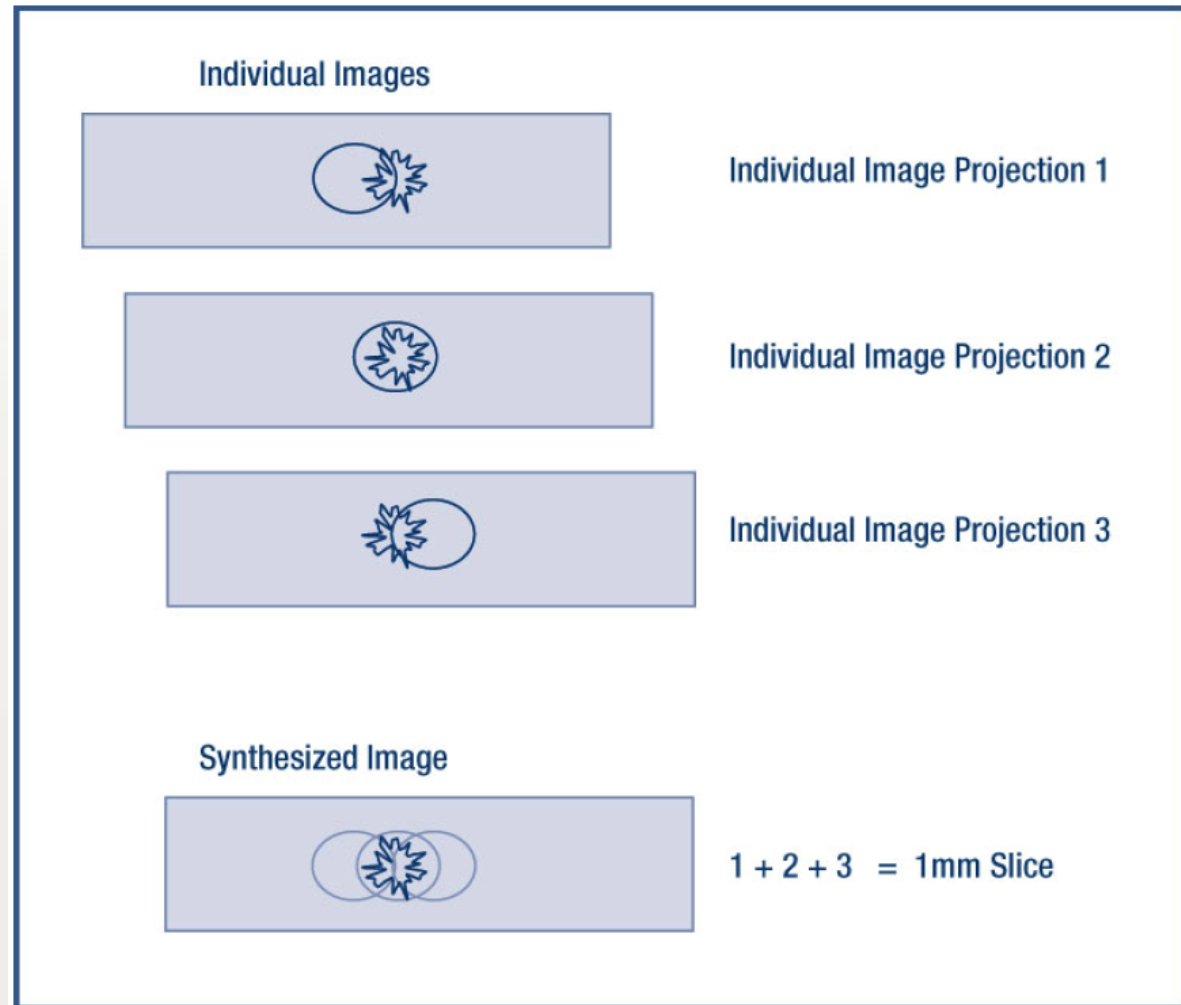 Individual Images
Individual Image Projection 1
Individual Image Projection 2
Individual Image Projection 3
Synthesized Image
1 + 2 + 3 = 1mm Slice